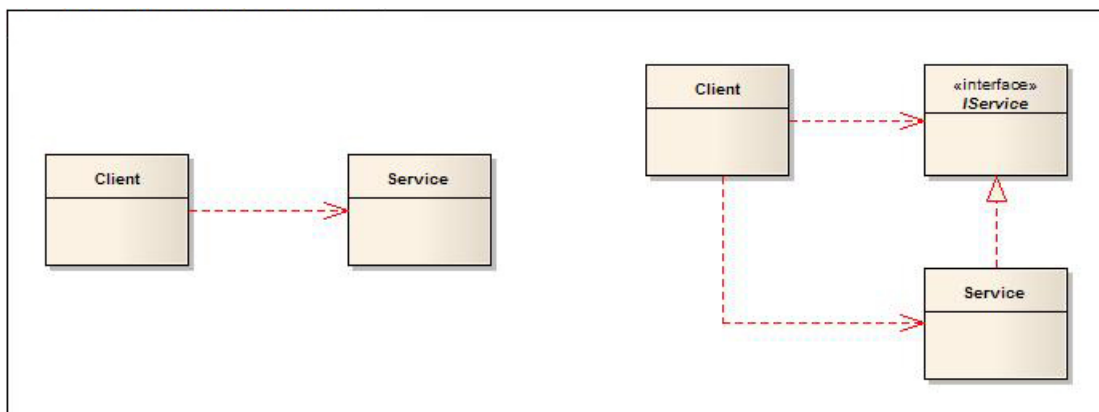 Client
Service
Client
«interface»
IService
Service